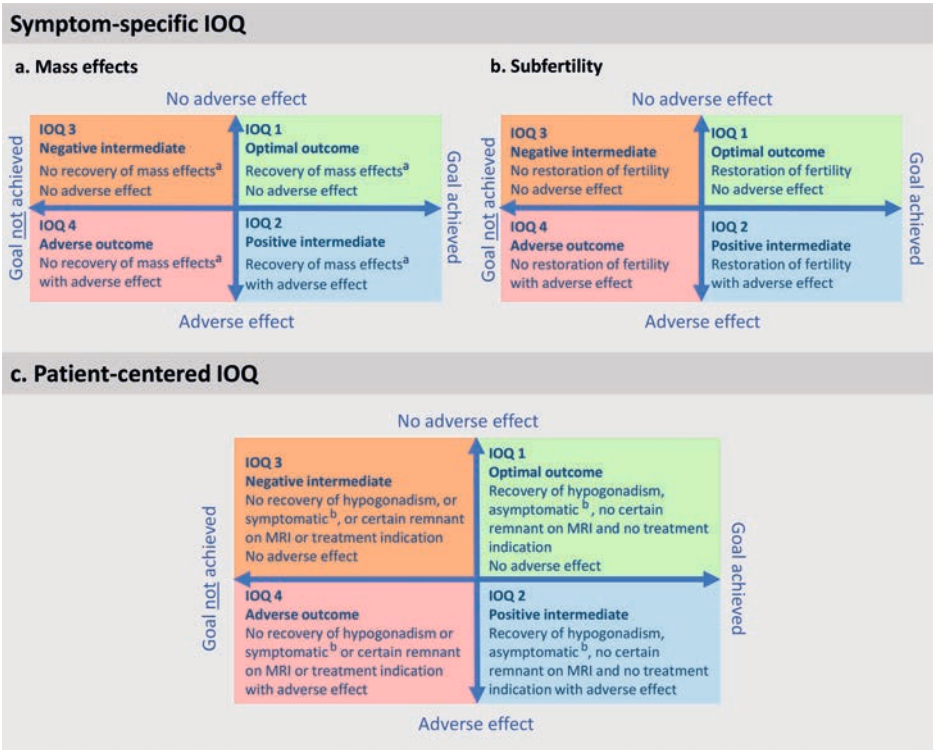 Symptom-specific IOQ
a. Mass effects
No adverse effect
Goal not achieved
IOQ 3
Negative intermediate
No recovery of mass effectsᵃ
No adverse effect
IOQ 1
Optimal outcome
Recovery of mass effectsᵃ
No adverse effect
IOQ 4
Adverse outcome
No recovery of mass effectsᵃ
with adverse effect
IOQ 2
Positive intermediate
Recovery of mass effectsᵃ
with adverse effect
Goal achieved
Adverse effect
b. Subfertility
No adverse effect
Goal not achieved
IOQ 3
Negative intermediate
No restoration of fertility
No adverse effect
IOQ 1
Optimal outcome
Restoration of fertility
No adverse effect
IOQ 4
Adverse outcome
No restoration of fertility
with adverse effect
IOQ 2
Positive intermediate
Restoration of fertility
with adverse effect
Goal achieved
Adverse effect
c. Patient-centered IOQ
No adverse effect
Goal not achieved
IOQ 3
Negative intermediate
No recovery of hypogonadism, or
symptomaticᵇ, or certain remnant
on MRI or treatment indication
No adverse effect
IOQ 1
Optimal outcome
Recovery of hypogonadism,
asymptomaticᵇ, no certain
remnant on MRI and no treatment
indication
No adverse effect
IOQ 4
Adverse outcome
No recovery of hypogonadism or
symptomaticᵇ or certain remnant
on MRI or treatment indication
with adverse effect
IOQ 2
Positive intermediate
Recovery of hypogonadism,
asymptomaticᵇ, no certain
remnant on MRI and no treatment
indication with adverse effect
Goal achieved
Adverse effect